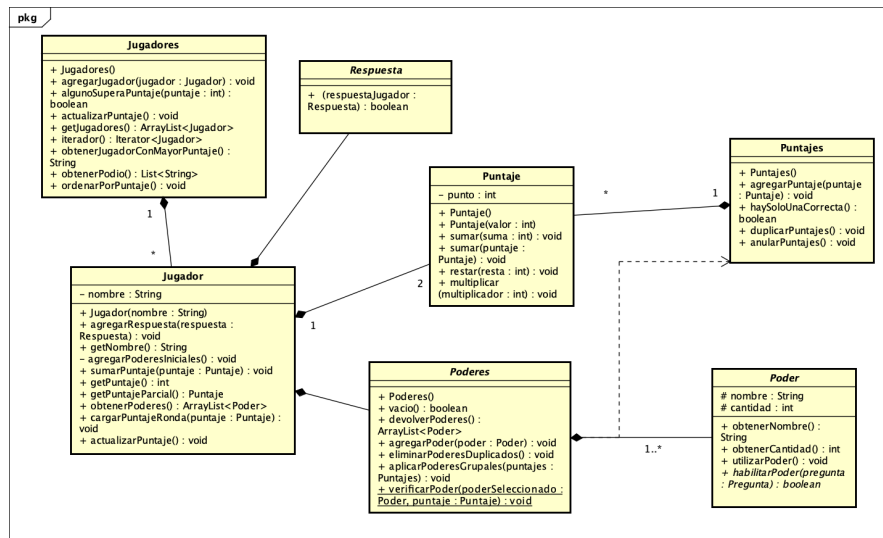 pkg
Jugadores
+ Jugadores()
+ agregarJugador(jugador : Jugador) : void
+ algunoSuperaPuntaje(puntaje : int) :
boolean
+ actualizarPuntaje() : void
+ getJugadores() : ArrayList<Jugador>
+ iterador() : Iterator<Jugador>
+ obtenerJugadorConMayorPuntaje() :
String
+ obtenerPodio() : List<String>
+ ordenarPorPuntaje() : void
1
*
Respuesta
+ (respuestaJugador :
Respuesta) : boolean
Puntaje
– punto : int
+ Puntaje()
+ Puntaje(valor : int)
+ sumar(suma : int) : void
+ sumar(puntaje :
Puntaje) : void
+ restar(resta : int) : void
+ multiplicar
(multiplicador : int) : void
*
1
Puntajes
+ Puntajes()
+ agregarPuntaje(puntaje
: Puntaje) : void
+ haySoloUnaCorrecta() :
boolean
+ duplicarPuntajes() : void
+ anularPuntajes() : void
Jugador
– nombre : String
+ Jugador(nombre : String)
+ agregarRespuesta(respuesta :
Respuesta) : void
+ getNombre() : String
– agregarPoderesIniciales() : void
+ sumarPuntaje(puntaje : Puntaje) : void
+ getPuntaje() : int
+ getPuntajeParcial() : Puntaje
+ obtenerPoderes() : ArrayList<Poder>
+ cargarPuntajeRonda(puntaje : Puntaje) :
void
+ actualizarPuntaje() : void
2
1
Poderes
+ Poderes()
+ vacio() : boolean
+ devolverPoderes() :
ArrayList<Poder>
+ agregarPoder(poder : Poder) : void
+ eliminarPoderesDuplicados() : void
+ aplicarPoderesGrupales(puntajes :
Puntajes) : void
+ verificarPoder(poderSeleccionado :
Poder, puntaje : Puntaje) : void
1..*
Poder
# nombre : String
# cantidad : int
+ obtenerNombre() :
String
+ obtenerCantidad() : int
+ utilizarPoder() : void
+ habilitarPoder(pregunta
: Pregunta) : boolean